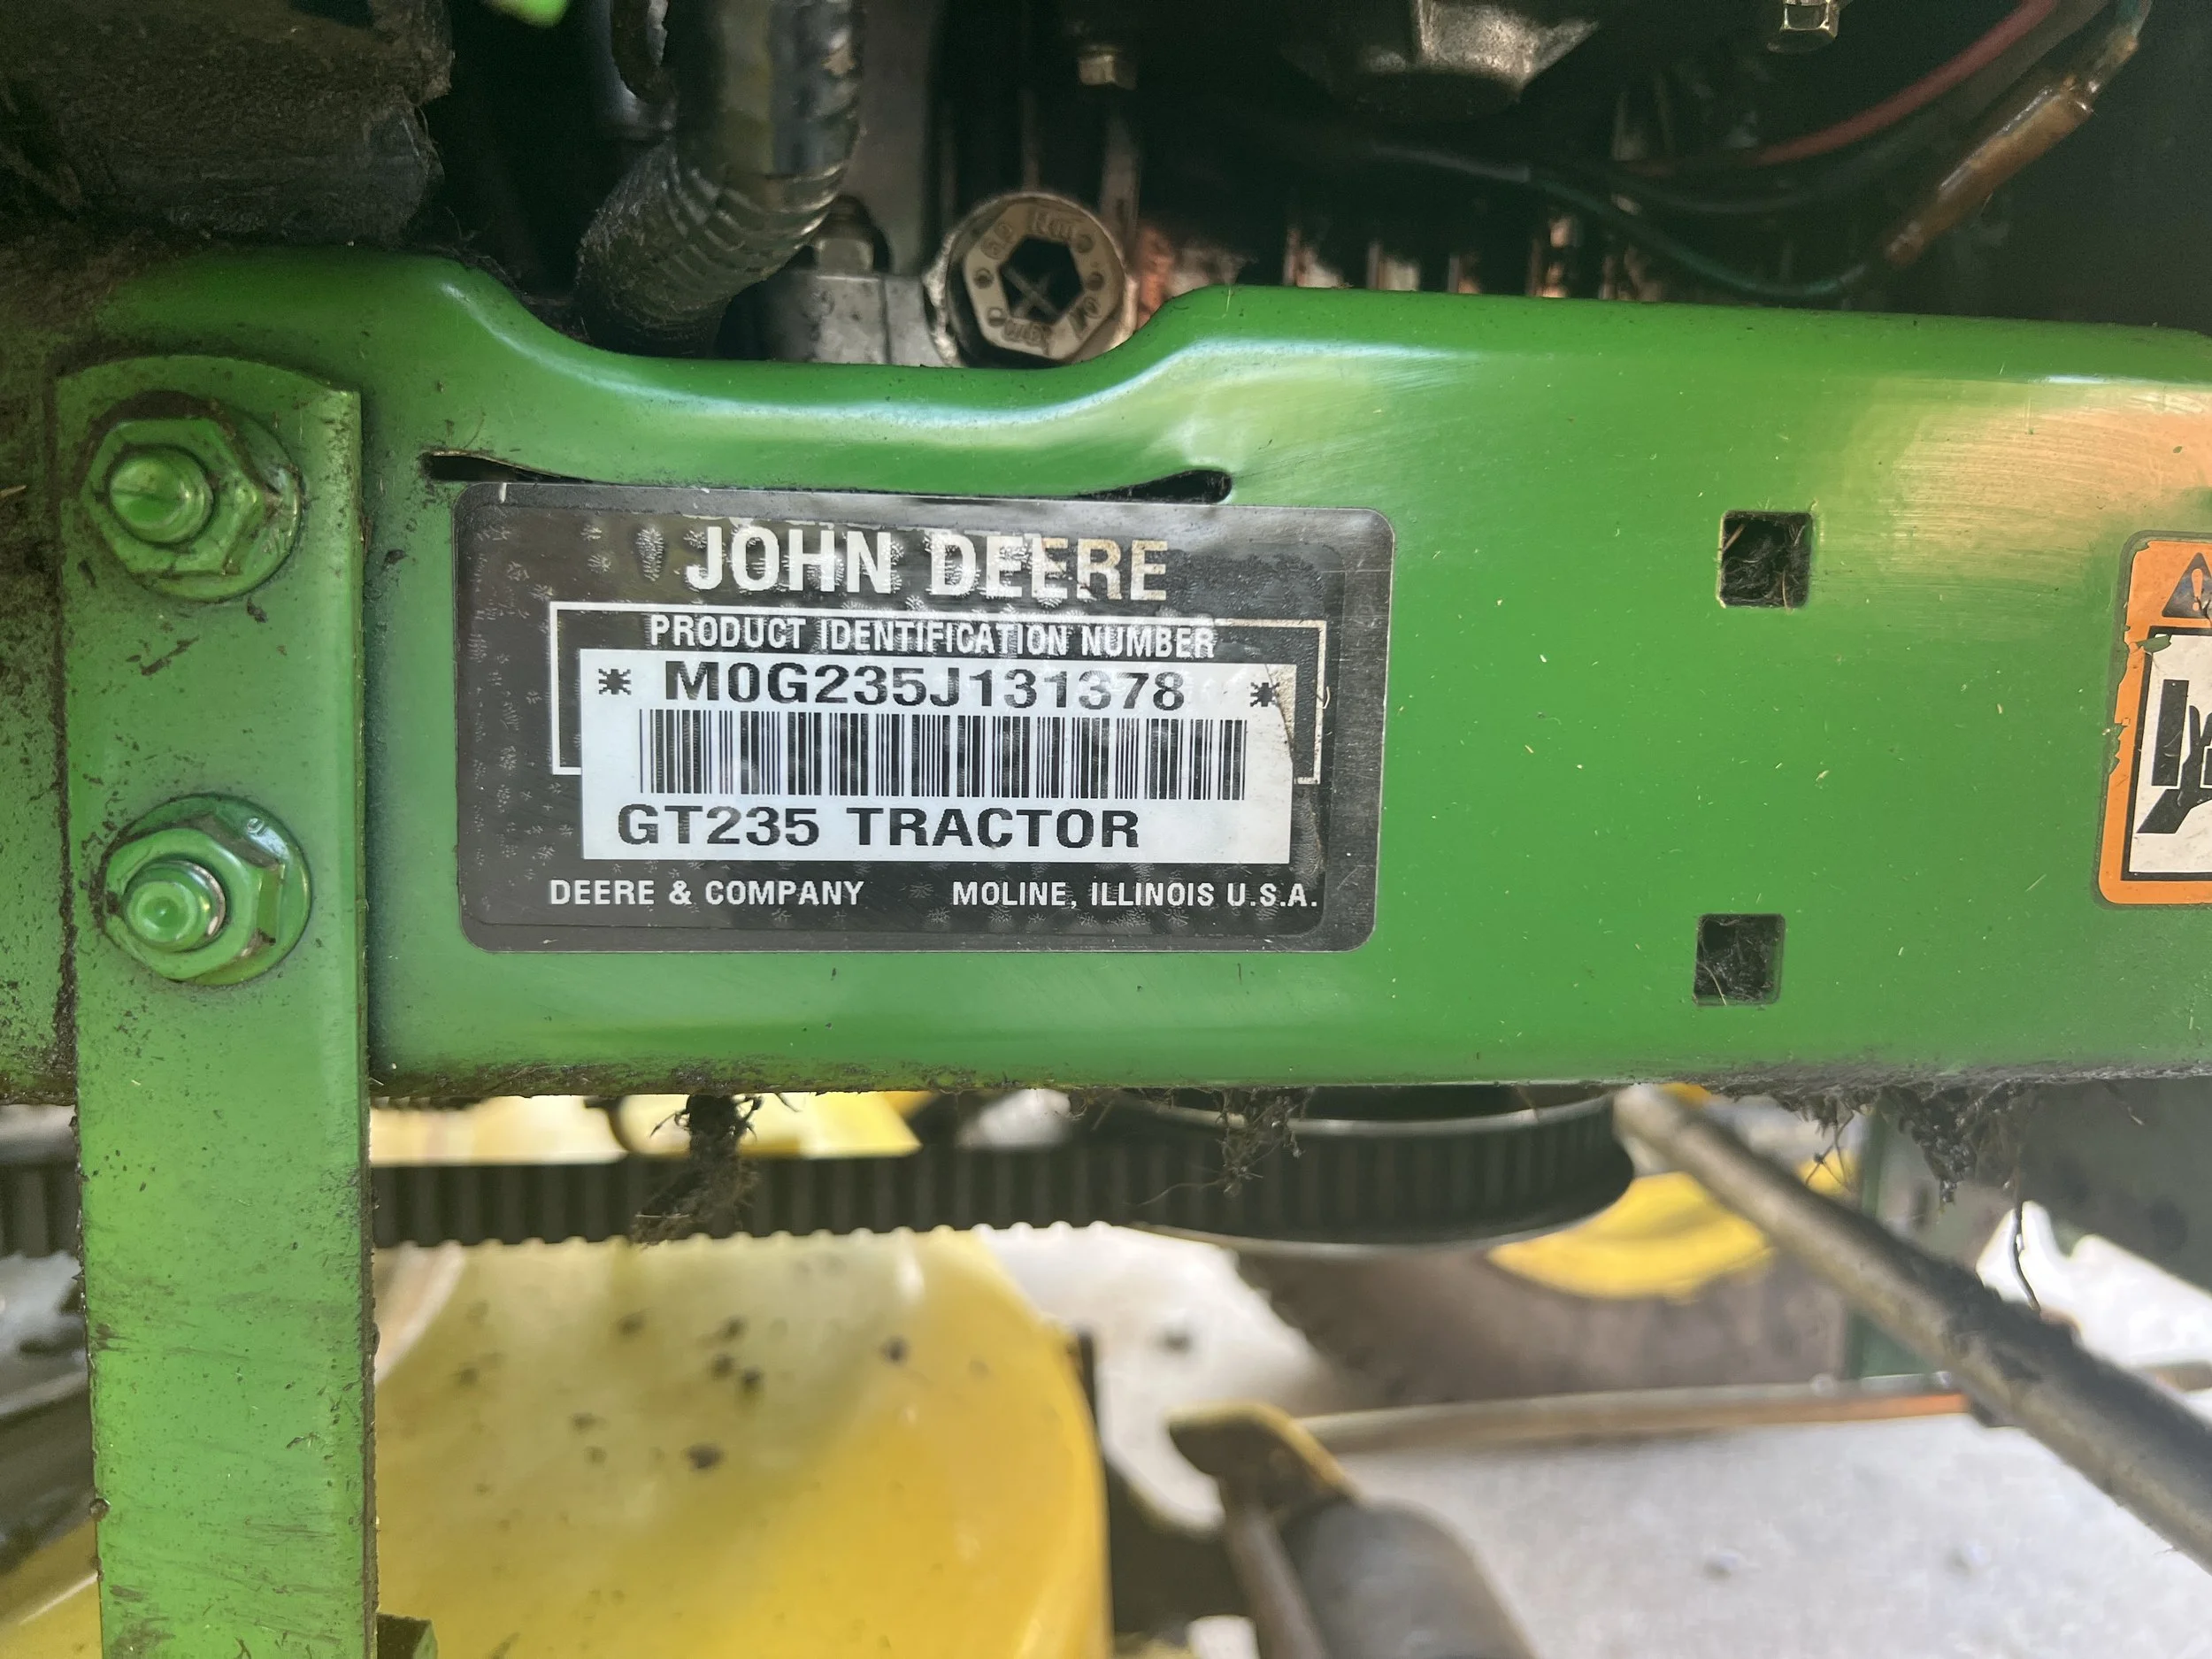 JOHN DEERE
PRODUCT IDENTIFICATION NUMBER
* M0G235J131378 *
GT235 TRACTOR
DEERE & COMPANY MOLINE, ILLINOIS U.S.A.